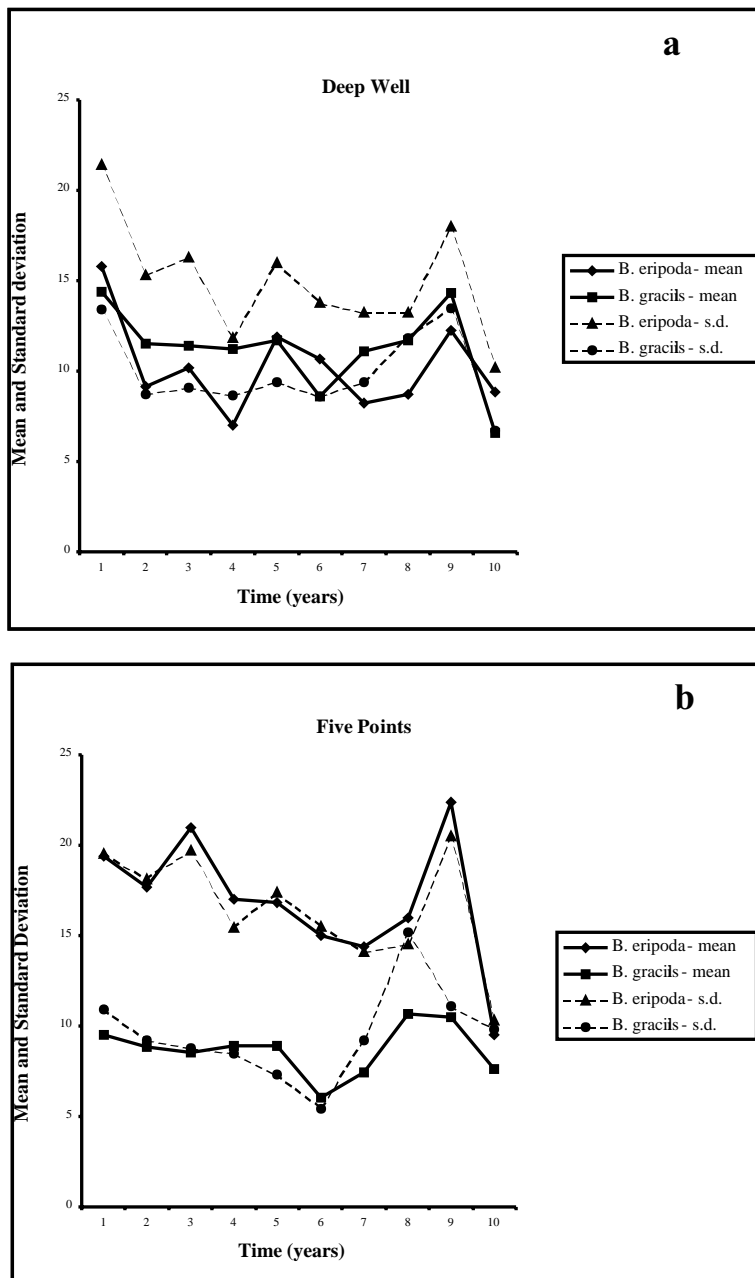 a
Deep Well
25
20
15
10
5
0
Mean and Standard deviation
1 2 3 4 5 6 7 8 9 10
Time (years)
B. eripoda - mean
B. gracils - mean
B. eripoda - s.d.
B. gracils - s.d.
b
Five Points
25
20
15
10
5
0
Mean and Standard Deviation
1 2 3 4 5 6 7 8 9 10
Time (years)
B. eripoda - mean
B. gracils - mean
B. eripoda - s.d.
B. gracils - s.d.